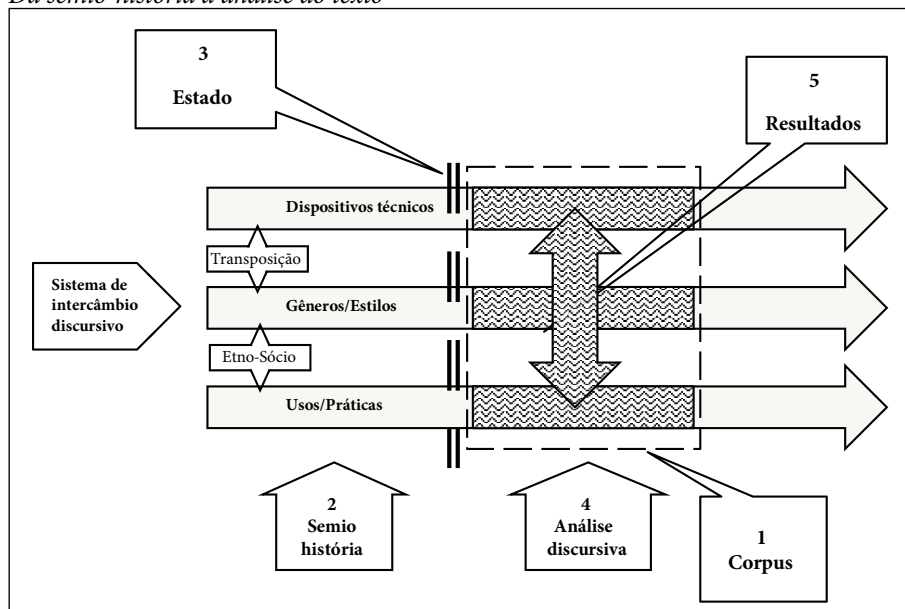 Da semio-história à análise do texto
3
Estado
5
Resultados
Dispositivos técnicos
Transposição
Sistema de
intercâmbio
discursivo
Gêneros/Estilos
Etno-Sócio
Usos/Práticas
2
Semio
história
4
Análise
discursiva
1
Corpus